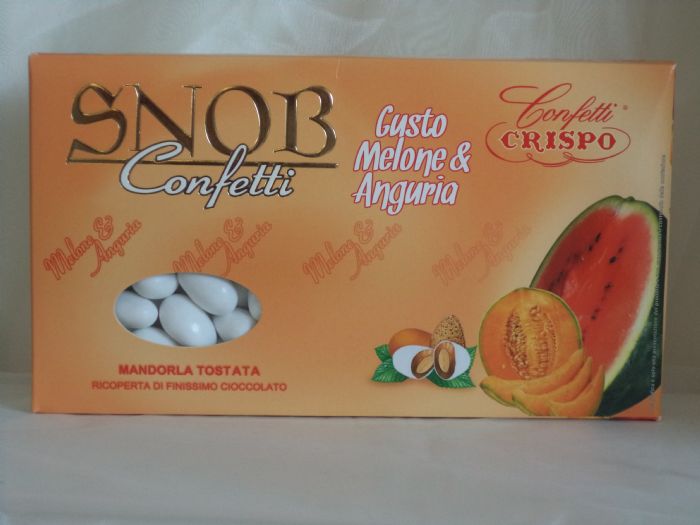 SNOB
Confetti
Gusto
Melone &
Anguria
Confetti ®
CRISPO
Melone &
Anguria
Melone &
Anguria
Melone &
Anguria
Melone &
Anguria
MANDORLA TOSTATA
RICOPERTA DI FINISSIMO CIOCCOLATO